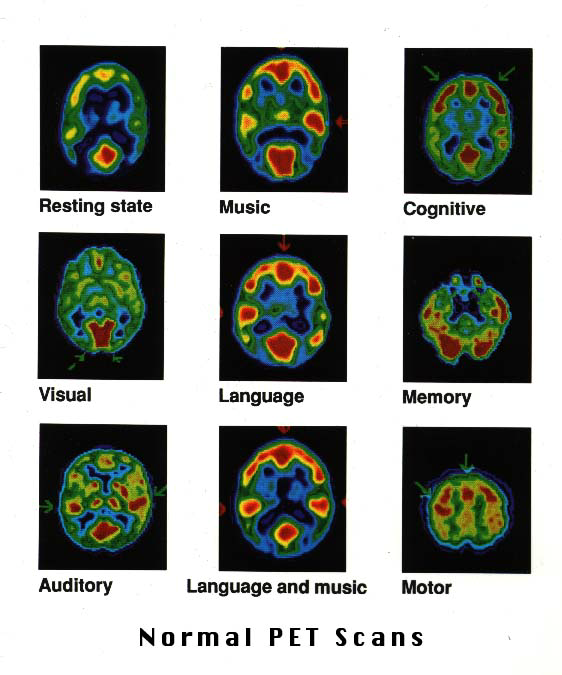 Resting state
Music
Cognitive
Visual
Language
Memory
Auditory
Language and music
Motor
Normal PET Scans